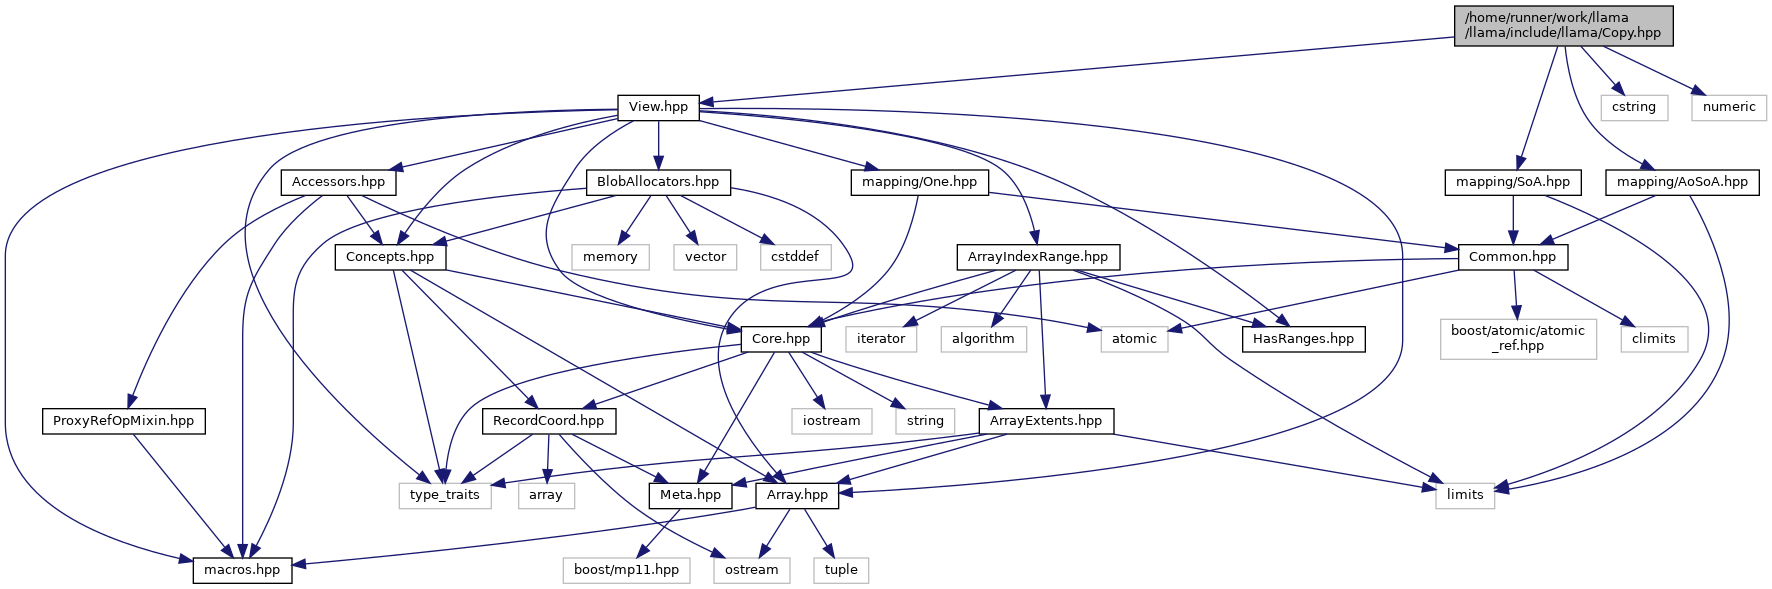 /home/runner/work/llama
/llama/include/llama/Copy.hpp
View.hpp
cstring
numeric
Accessors.hpp
BlobAllocators.hpp
mapping/One.hpp
mapping/SoA.hpp
mapping/AoSoA.hpp
Concepts.hpp
memory
vector
cstddef
ArrayIndexRange.hpp
Common.hpp
Core.hpp
iterator
algorithm
atomic
HasRanges.hpp
boost/atomic/atomic
_ref.hpp
climits
ProxyRefOpMixin.hpp
RecordCoord.hpp
iostream
string
ArrayExtents.hpp
type_traits
array
Meta.hpp
Array.hpp
limits
macros.hpp
boost/mp11.hpp
ostream
tuple